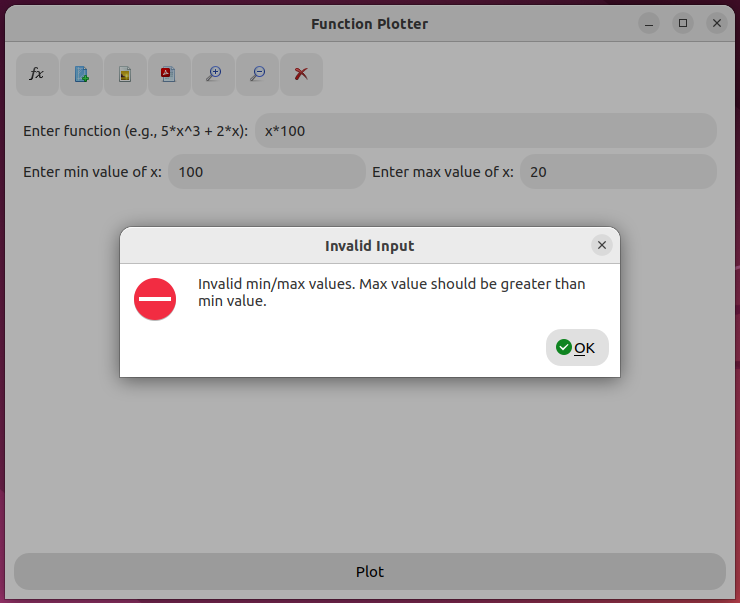 Function Plotter
fx
Enter function (e.g., 5*x^3 + 2*x): x*100
Enter min value of x: 100 Enter max value of x: 20
Invalid Input
Invalid min/max values. Max value should be greater than
min value.
OK
Plot